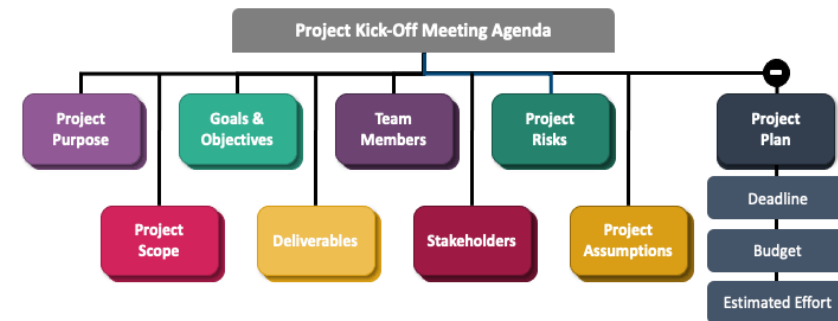 Project Kick-Off Meeting Agenda
Project
Purpose
Goals &
Objectives
Team
Members
Project
Risks
Project
Plan
Project
Scope
Deliverables
Stakeholders
Project
Assumptions
Deadline
Budget
Estimated Effort